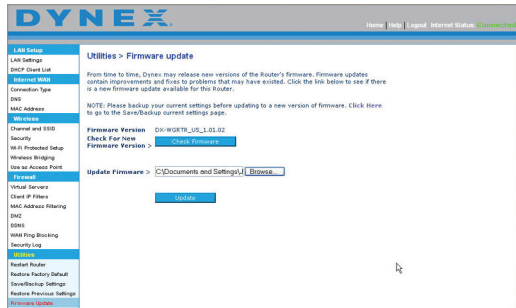 DYNEX
Home | Help | Logout Internet Status: Connected
LAN Setup
LAN Settings
DHCP Client List
Internet WAN
Connection Type
DNS
MAC Address
Wireless
Channel and SSID
Security
Wi-Fi Protected Setup
Wireless Bridging
Use as Access Point
Firewall
Virtual Servers
Client IP Filters
MAC Address Filtering
DMZ
DDNS
WAN Ping Blocking
Security Log
Utilities
Restart Router
Restore Factory Default
Save/Backup Settings
Restore Previous Settings
Firmware Update
Utilities > Firmware update
From time to time, Dynex may release new versions of the Router's firmware. Firmware updates
contain improvements and fixes to problems that may have existed. Click the link below to see if there
is a new firmware update available for this Router.
NOTE: Please backup your current settings before updating to a new version of firmware. Click Here
to go to the Save/Backup current settings page.
Firmware Version DX-WGRTR_US_1.01.02
Check For New
Firmware Version > Check Firmware
Update Firmware > C:\Documents and Settings\J Browse...
Update